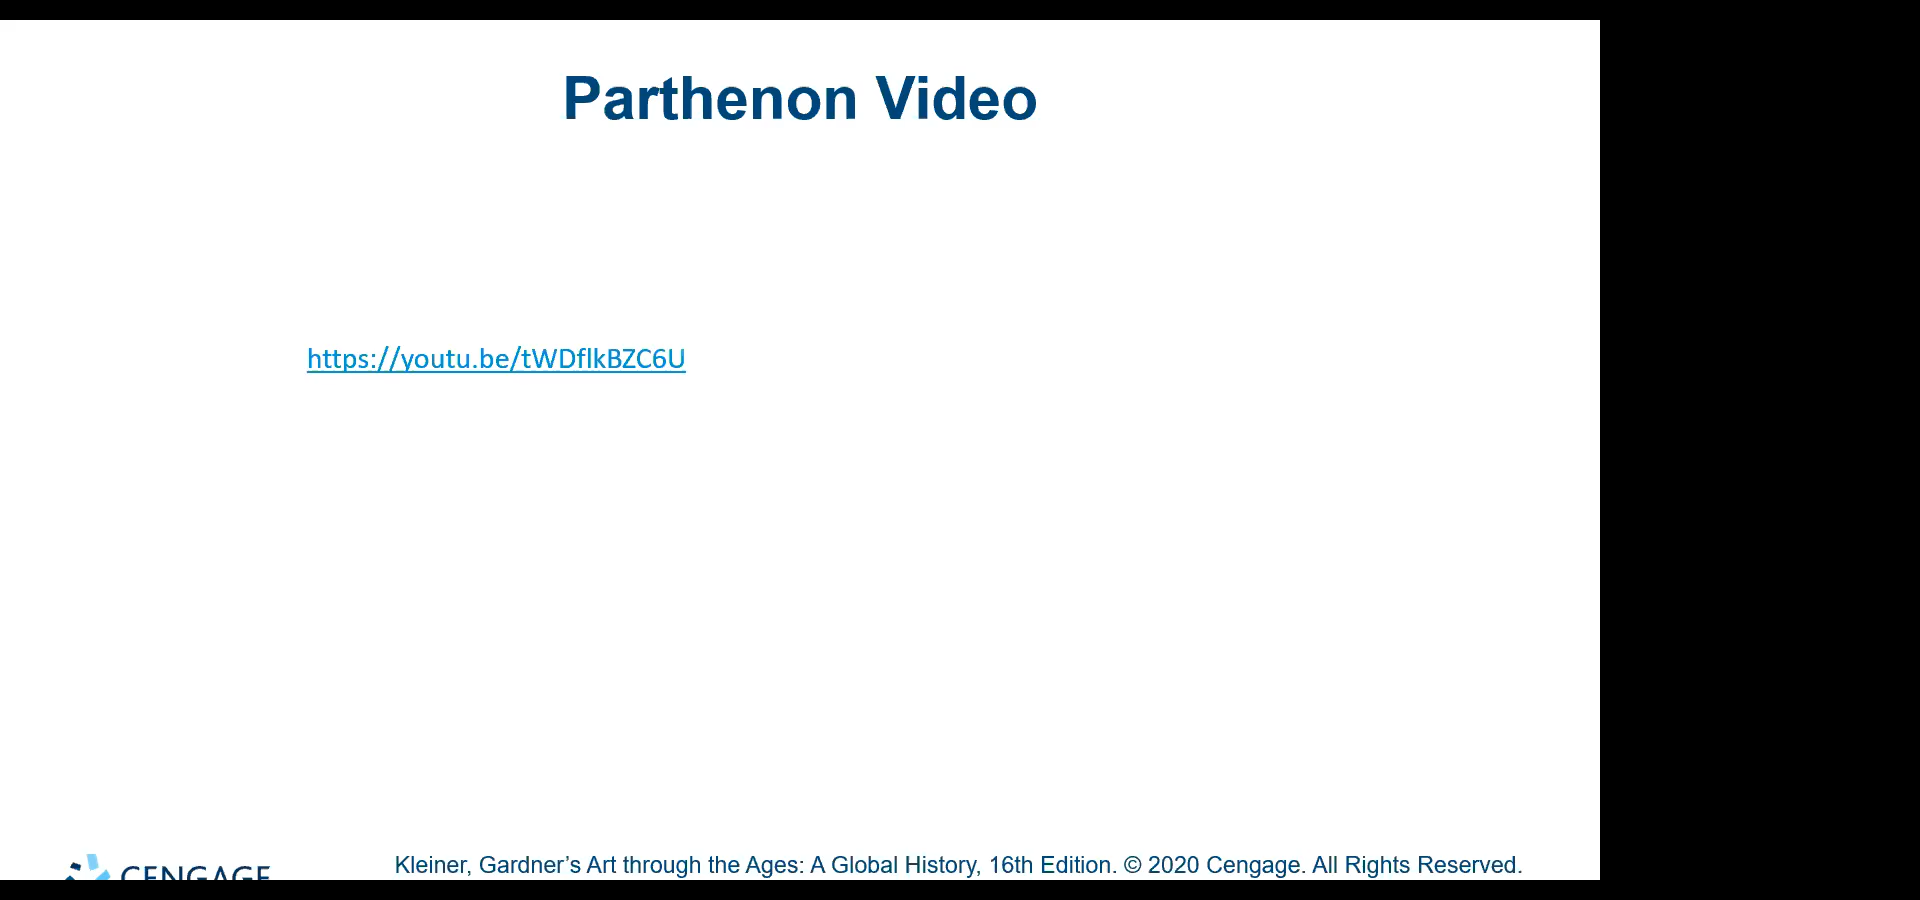 Parthenon Video
https://youtu.be/tWDflkBZC6U
CENGAGE
Kleiner, Gardner’s Art through the Ages: A Global History, 16th Edition. © 2020 Cengage. All Rights Reserved.